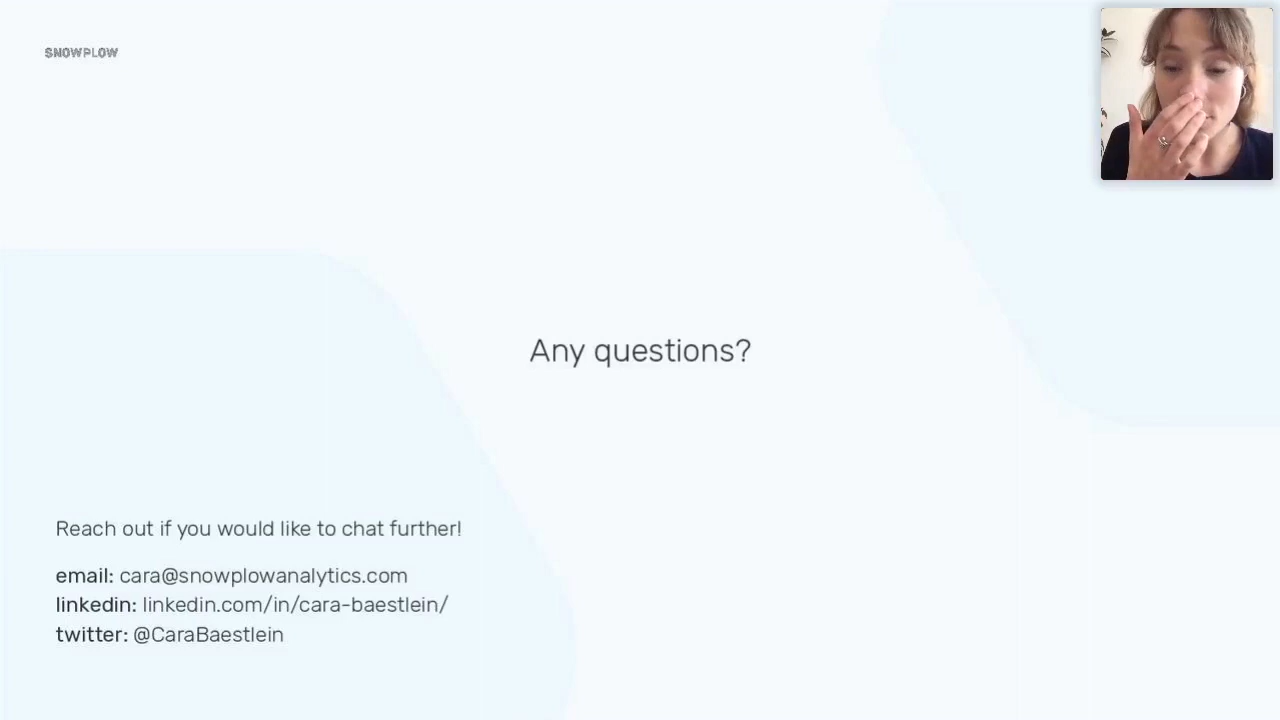 SNOWPLOW
Any questions?
Reach out if you would like to chat further!
email: cara@snowplowanalytics.com
linkedin: linkedin.com/in/cara-baestlein/
twitter: @CaraBaestlein